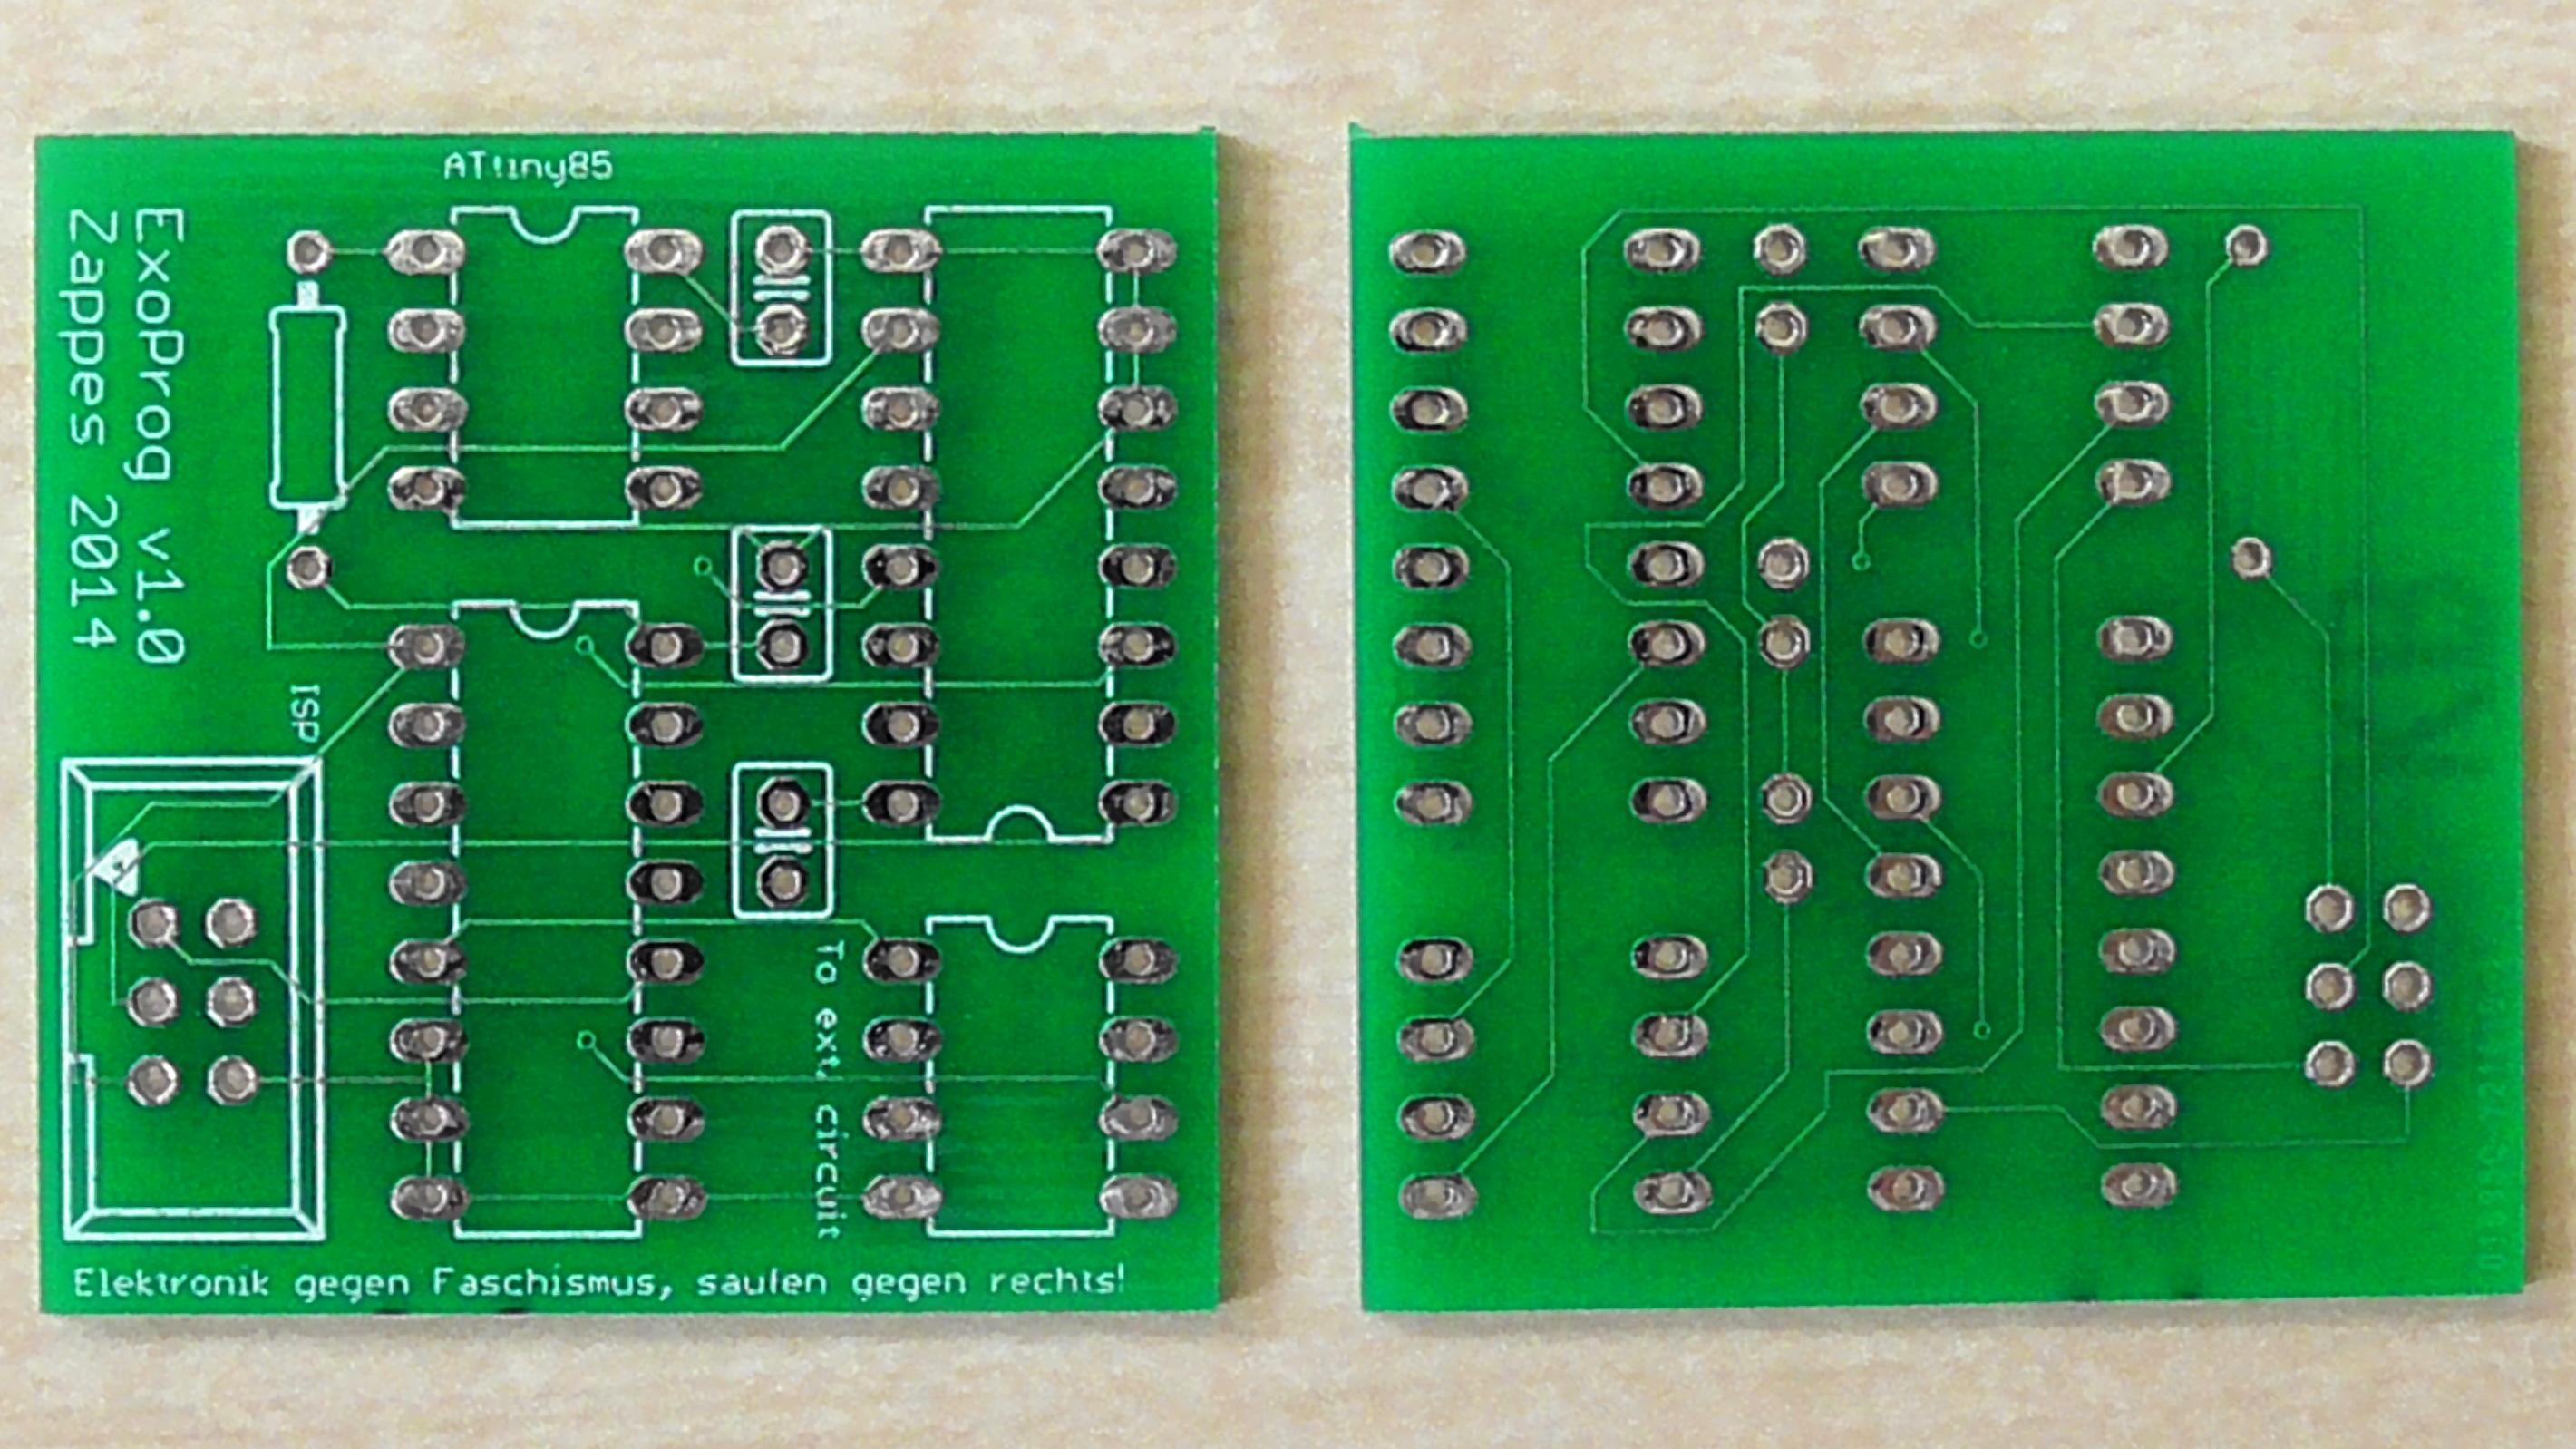 ATtiny85
ExoProg v1.0
Zappes 2014
ISP
To ext. circuit
Elektronik gegen Faschismus, saufen gegen rechts!